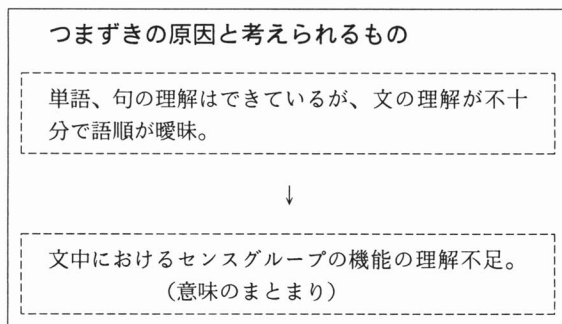 つまずきの原因と考えられるもの
単語、句の理解はできているが、文の理解が不十
分で語順が曖昧。
↓
文中におけるセンスグループの機能の理解不足。
（意味のまとまり）